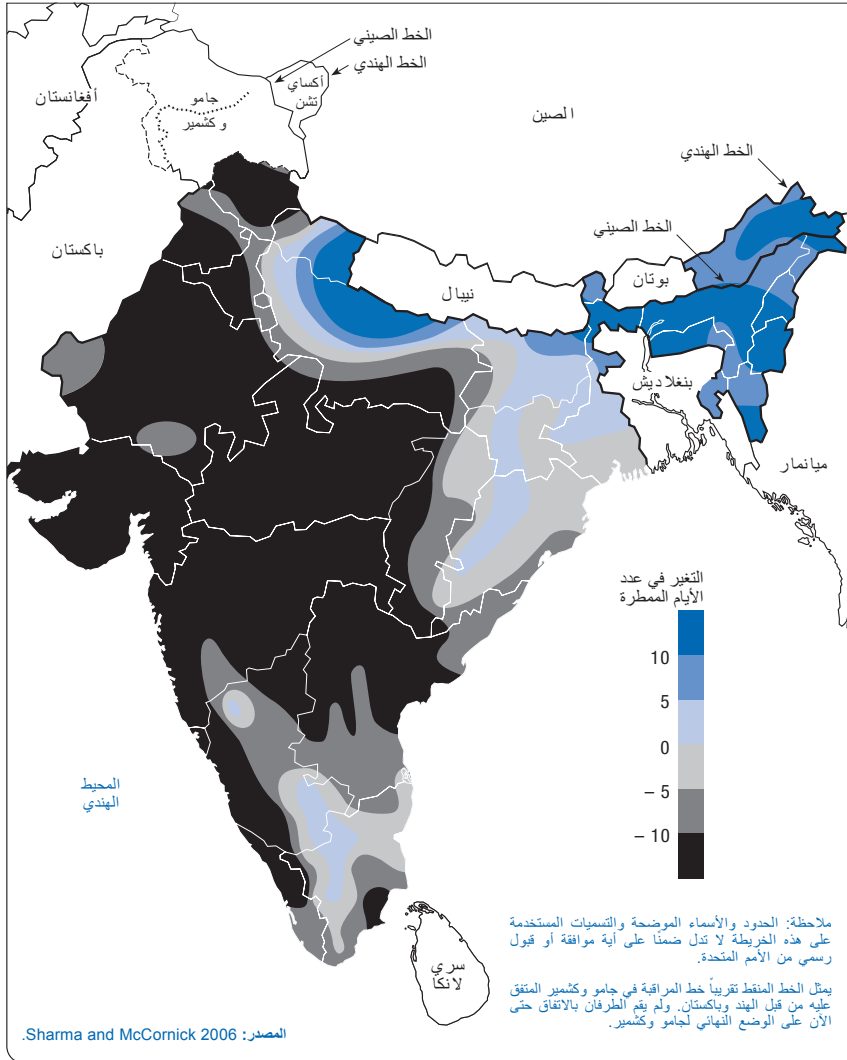 الخط الصيني
الخط الهندي
أكساي
تشن
أفغانستان
جامو
وكشمير
الصين
الخط الهندي
الخط الصيني
باكستان
نيبال
بوتان
بنغلاديش
ميانمار
التغير في عدد
الأيام الممطرة
10
5
0
– 5
– 10
المحيط
الهندي
سري
لانكا
ملاحظة: الحدود والأسماء الموضحة والتسميات المستخدمة
على هذه الخريطة لا تدل ضمنًا على أية موافقة أو قبول
رسمي من الأمم المتحدة.
يمثل الخط المنقط تقريباً خط المراقبة في جامو وكشمير المتفق
عليه من قبل الهند وباكستان. ولم يقم الطرفان بالاتفاق حتى
الآن على الوضع النهائي لجامو وكشمير.
المصدر: Sharma and McCornick 2006.